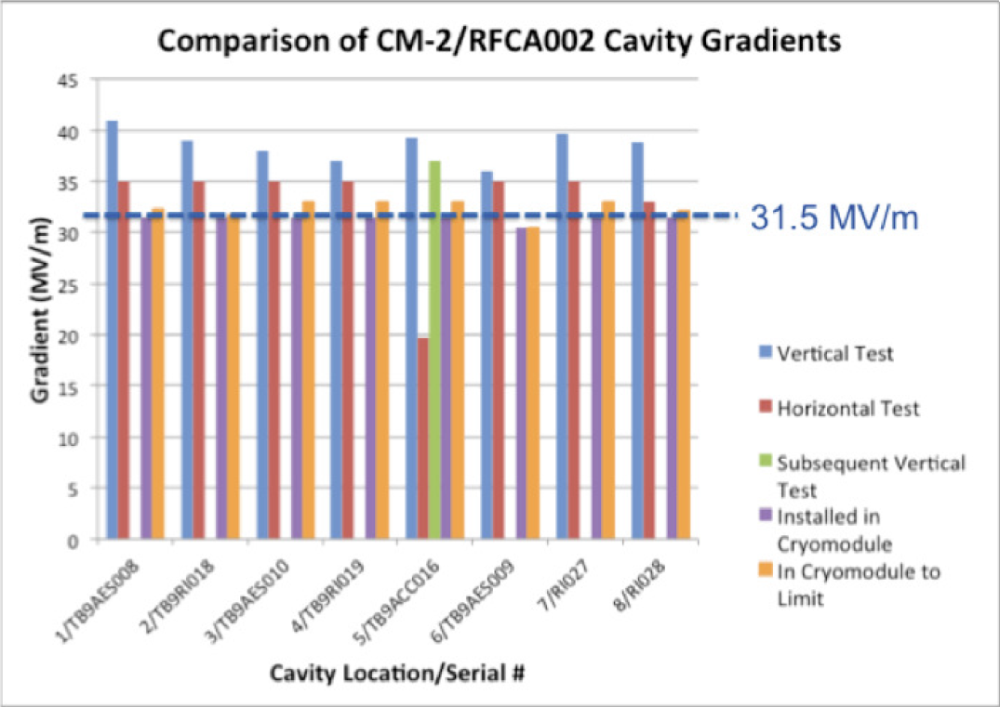 Comparison of CM-2/RFCA002 Cavity Gradients
45
40
35
30
25
20
15
10
5
0
Gradient (MV/m)
31.5 MV/m
Vertical Test
Horizontal Test
Subsequent Vertical
Test
Installed in
Cryomodule
In Cryomodule to
Limit
1/TB9AES008
2/TB9RI018
3/TB9AES010
4/TB9RI019
5/TB9ACC016
6/TB9AES009
7/RI027
8/RI028
Cavity Location/Serial #